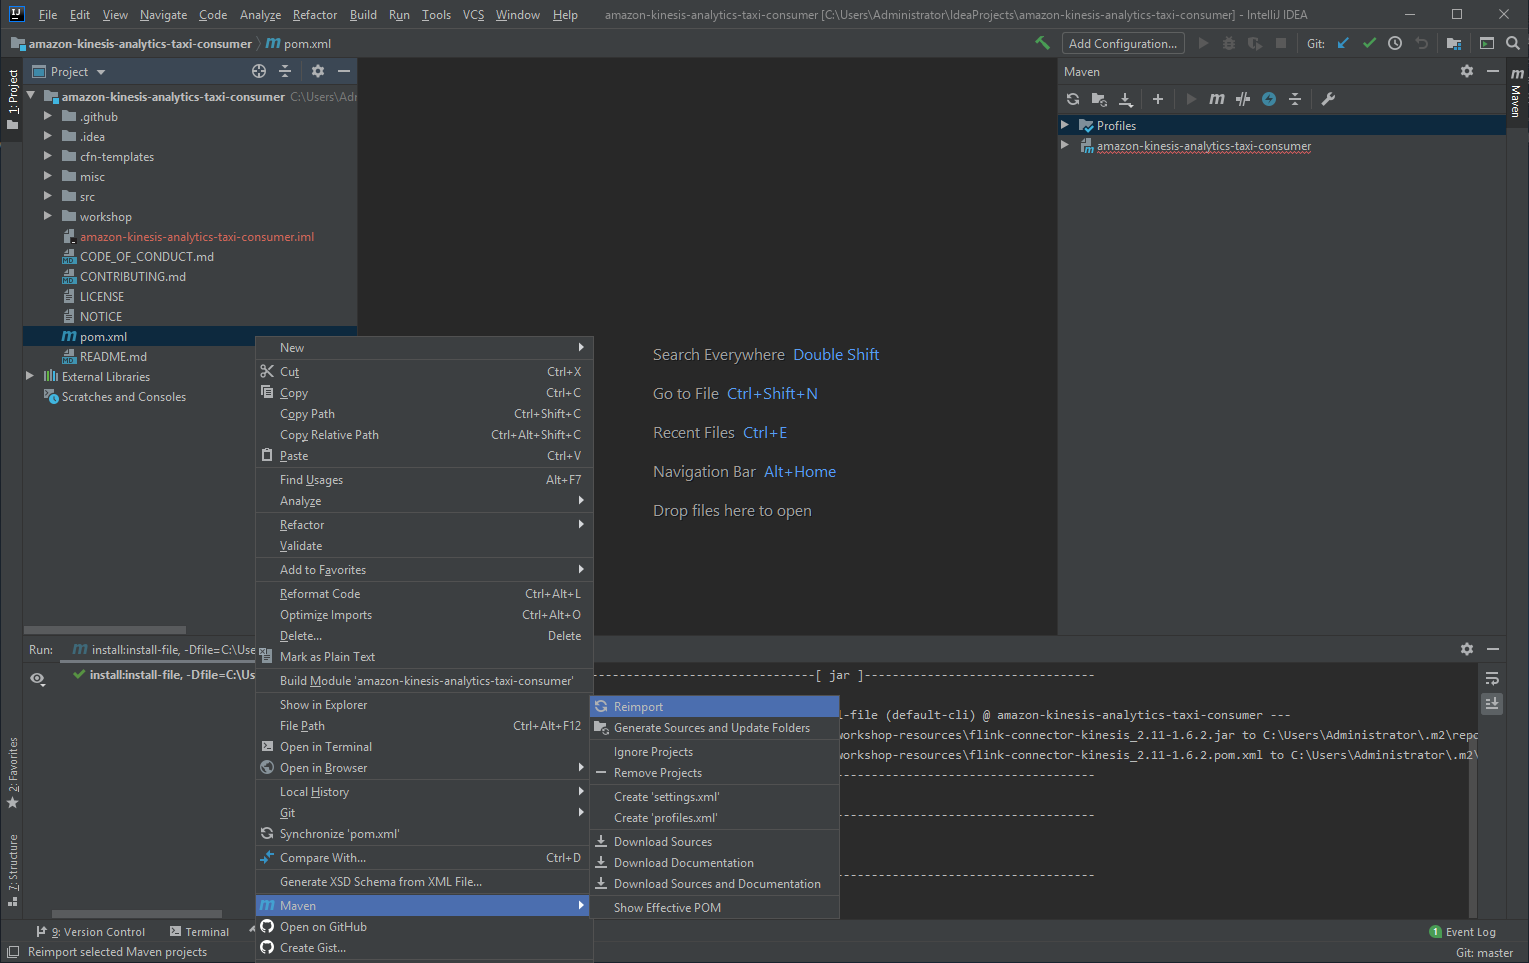 File Edit View Navigate Code Analyze Refactor Build Run Tools VCS Window Help amazon-kinesis-analytics-taxi-consumer [C:\Users\Administrator\IdeaProjects\amazon-kinesis-analytics-taxi-consumer] - IntelliJ IDEA
amazon-kinesis-analytics-taxi-consumer pom.xml Add Configuration... Git:
1: Project
Project
amazon-kinesis-analytics-taxi-consumer C:\Users\Adr
.github
.idea
cfn-templates
misc
src
workshop
amazon-kinesis-analytics-taxi-consumer.iml
CODE_OF_CONDUCT.md
CONTRIBUTING.md
LICENSE
NOTICE
pom.xml
README.md
External Libraries
Scratches and Consoles
Maven
Profiles
amazon-kinesis-analytics-taxi-consumer
Maven
Search Everywhere Double Shift
Go to File Ctrl+Shift+N
Recent Files Ctrl+E
Navigation Bar Alt+Home
Drop files here to open
New
Cut Ctrl+X
Copy Ctrl+C
Copy Path Ctrl+Shift+C
Copy Relative Path Ctrl+Alt+Shift+C
Paste Ctrl+V
Find Usages Alt+F7
Analyze
Refactor
Validate
Add to Favorites
Reformat Code Ctrl+Alt+L
Optimize Imports Ctrl+Alt+O
Delete... Delete
Mark as Plain Text
Build Module 'amazon-kinesis-analytics-taxi-consumer'
Show in Explorer
File Path Ctrl+Alt+F12
Open in Terminal
Open in Browser
Local History
Git
Synchronize 'pom.xml'
Compare With... Ctrl+D
Generate XSD Schema from XML File...
Maven
Open on GitHub
Create Gist...
Reimport
Generate Sources and Update Folders
Ignore Projects
Remove Projects
Create 'settings.xml'
Create 'profiles.xml'
Download Sources
Download Documentation
Download Sources and Documentation
Show Effective POM
Run: install:install-file, -Dfile=C:\Use
install:install-file, -Dfile=C:\Us
-------------------------------[ jar ]-------------------------------
l-file (default-cli) @ amazon-kinesis-analytics-taxi-consumer ---
workshop-resources\flink-connector-kinesis_2.11-1.6.2.jar to C:\Users\Administrator\.m2\repo
workshop-resources\flink-connector-kinesis_2.11-1.6.2.pom.xml to C:\Users\Administrator\.m2\
----------------------------------
----------------------------------
----------------------------------
2: Favorites
7: Structure
9: Version Control Terminal 1 Event Log
Reimport selected Maven projects Git: master